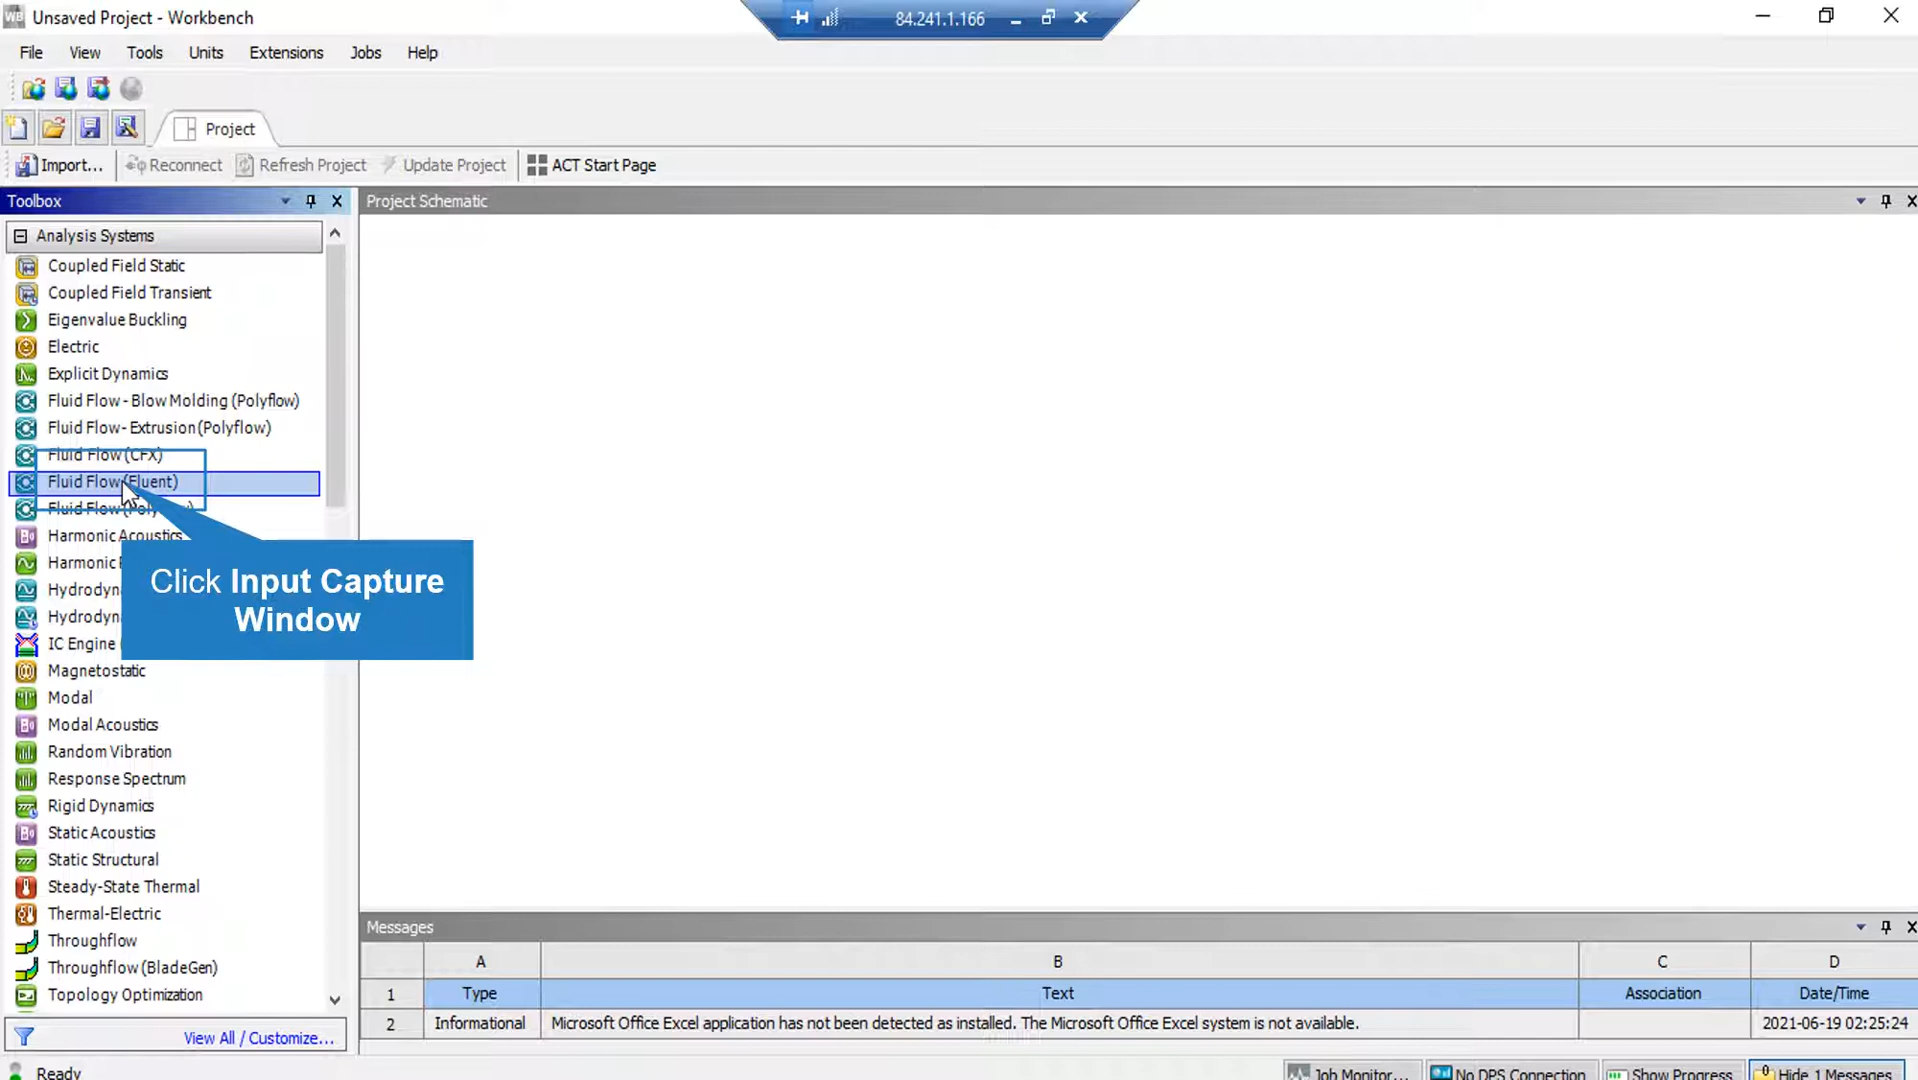 Unsaved Project - Workbench
84.241.1.166
File View Tools Units Extensions Jobs Help
Project
Import... Reconnect Refresh Project Update Project ACT Start Page
Toolbox
Project Schematic
Analysis Systems
Coupled Field Static
Coupled Field Transient
Eigenvalue Buckling
Electric
Explicit Dynamics
Fluid Flow - Blow Molding (Polyflow)
Fluid Flow- Extrusion (Polyflow)
Fluid Flow (CFX)
Fluid Flow (Fluent)
Fluid Flow
Harmonic Acoustics
Harmonic
Click Input Capture
Window
IC Engine
Magnetostatic
Modal
Modal Acoustics
Random Vibration
Response Spectrum
Rigid Dynamics
Static Acoustics
Static Structural
Steady-State Thermal
Thermal-Electric
Throughflow
Throughflow (BladeGen)
Topology Optimization
View All / Customize...
Messages
A B C D
1 Type Text Association Date/Time
2 Informational Microsoft Office Excel application has not been detected as installed. The Microsoft Office Excel system is not available. 2021-06-19 02:25:24
Ready
Job Monitor... No DPS Connection Show Progress Hide 1 Messages